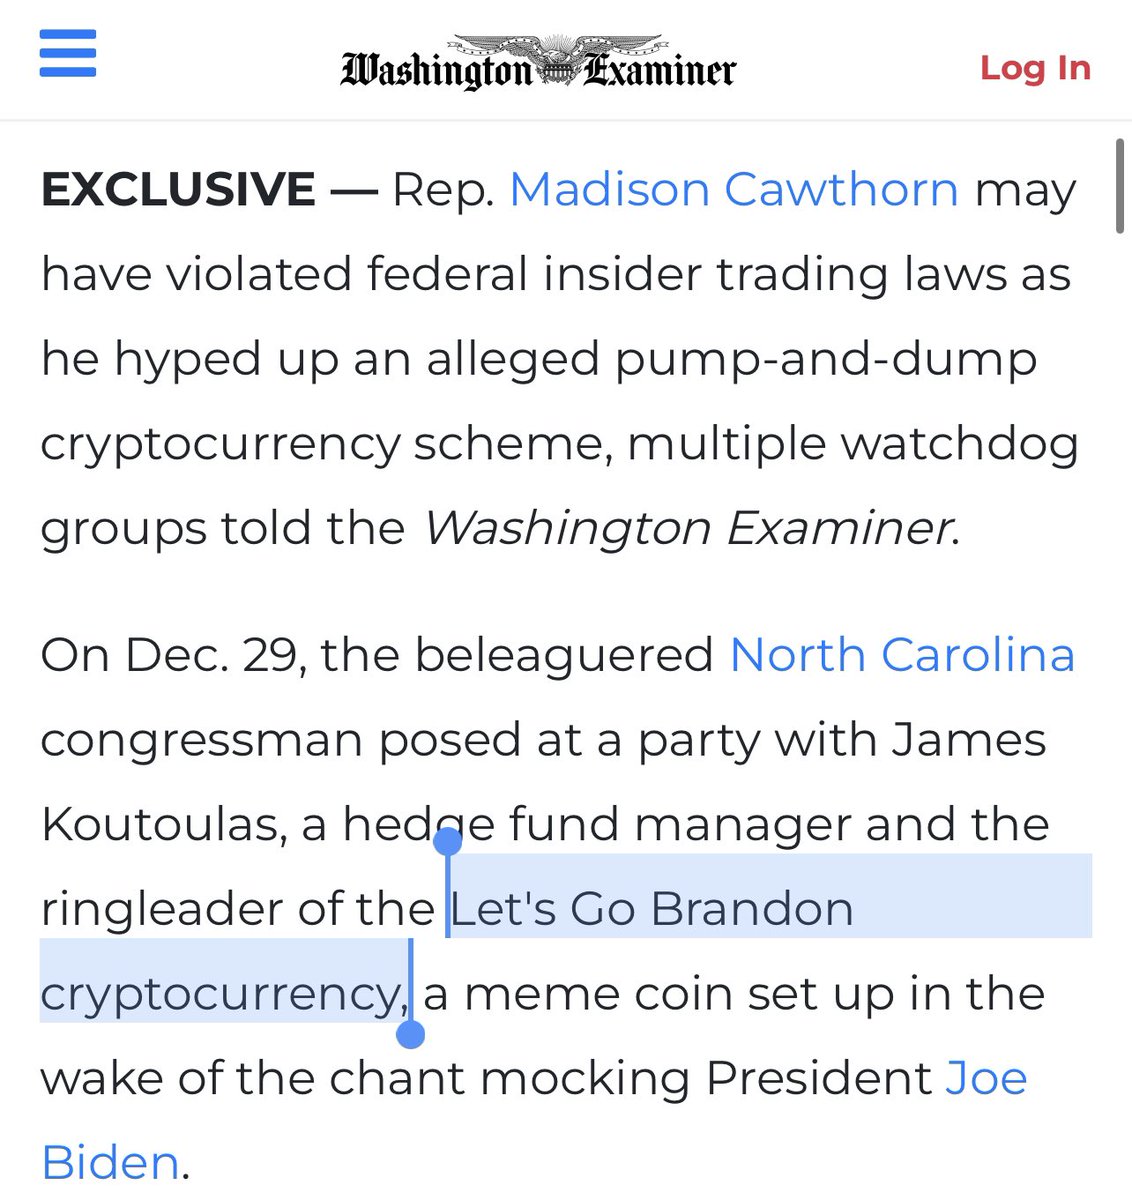 Washington Examiner
Log In
EXCLUSIVE — Rep. Madison Cawthorn may
have violated federal insider trading laws as
he hyped up an alleged pump-and-dump
cryptocurrency scheme, multiple watchdog
groups told the Washington Examiner.
On Dec. 29, the beleaguered North Carolina
congressman posed at a party with James
Koutoulas, a hedge fund manager and the
ringleader of the Let's Go Brandon
cryptocurrency, a meme coin set up in the
wake of the chant mocking President Joe
Biden.